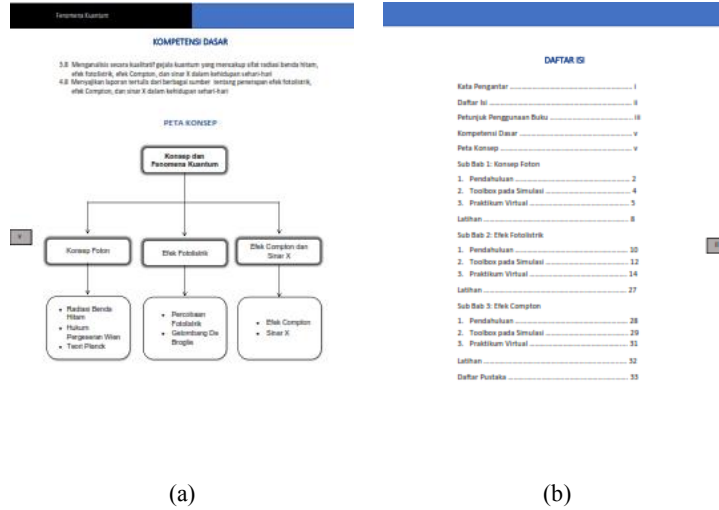 Fenomena Kuantum
KOMPETENSI DASAR
3.8 Menganalisis secara kualitatif gejala kuantum yang mencakup sifat radiasi benda hitam,
efek fotolistrik, efek Compton, dan sinar X dalam kehidupan sehari-hari
4.8 Menyajikan laporan tertulis dari berbagai sumber tentang penerapan efek fotolistrik,
efek Compton, dan sinar X dalam kehidupan sehari-hari
PETA KONSEP
Konsep dan
Fenomena Kuantum
Konsep Foton
Efek Fotolistrik
Efek Compton dan
Sinar X
• Radiasi Benda
Hitam
• Hukum
Pergeseran Wien
• Teori Planck
• Percobaan
Fotolistrik
• Gelombang De
Broglie
• Efek Compton
• Sinar X
v
(a)
DAFTAR ISI
Kata Pengantar ........ i
Daftar Isi ........ ii
Petunjuk Penggunaan Buku ........ iii
Kompetensi Dasar ........ v
Peta Konsep ........ v
Sub Bab 1: Konsep Foton
1. Pendahuluan ........ 2
2. Toolbox pada Simulasi ........ 4
3. Praktikum Virtual ........ 5
Latihan ........ 8
Sub Bab 2: Efek Fotolistrik
1. Pendahuluan ........ 10
2. Toolbox pada Simulasi ........ 12
3. Praktikum Virtual ........ 14
Latihan ........ 27
Sub Bab 3: Efek Compton
1. Pendahuluan ........ 28
2. Toolbox pada Simulasi ........ 29
3. Praktikum Virtual ........ 31
Latihan ........ 32
Daftar Pustaka ........ 33
(b)